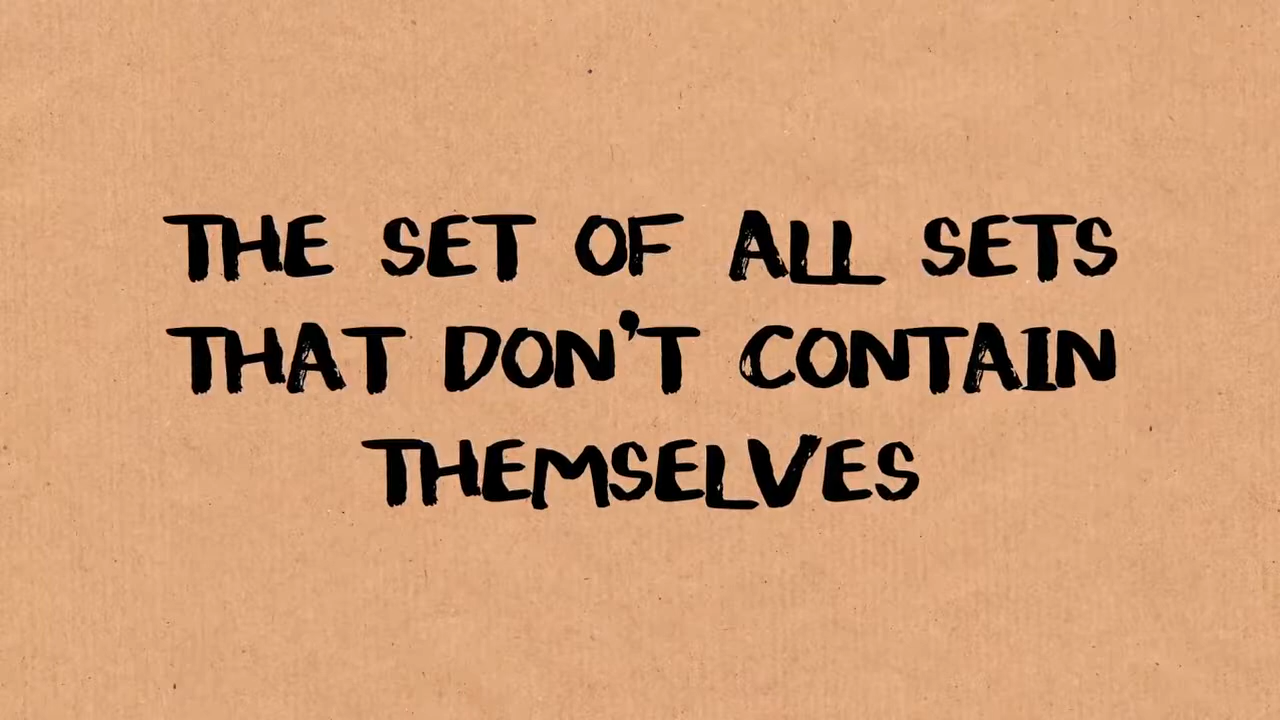 THE SET OF ALL SETS
THAT DON'T CONTAIN
THEMSELVES